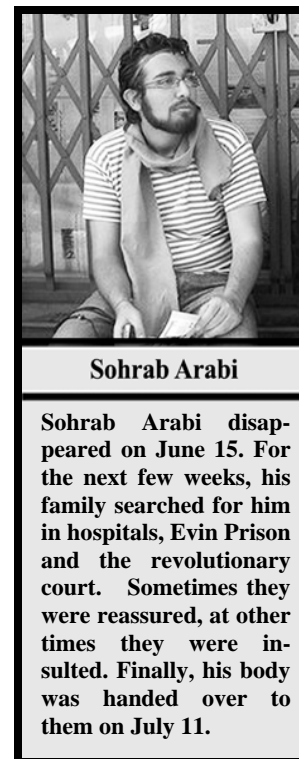 Sohrab Arabi
Sohrab Arabi disap-
peared on June 15. For
the next few weeks, his
family searched for him
in hospitals, Evin Prison
and the revolutionary
court. Sometimes they
were reassured, at other
times they were in-
sulted. Finally, his body
was handed over to
them on July 11.